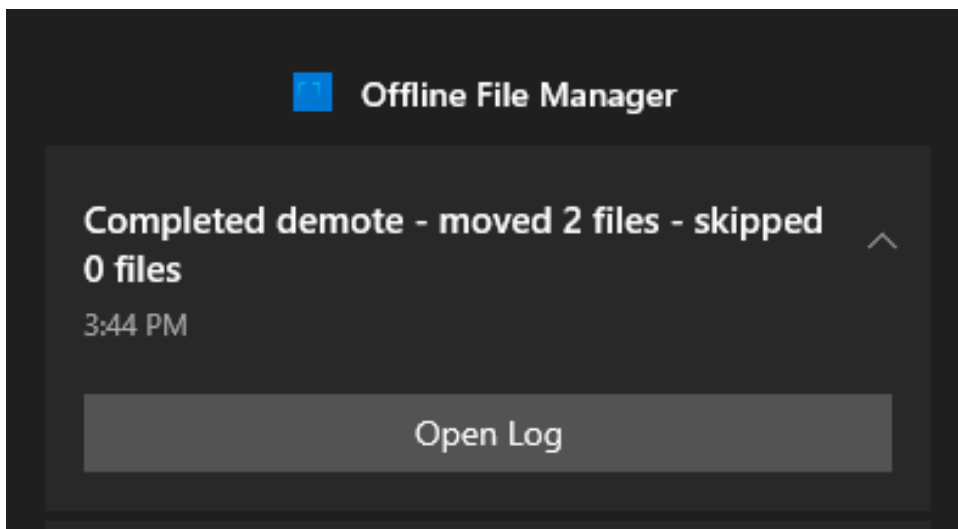 Offline File Manager
Completed demote - moved 2 files - skipped
0 files
3:44 PM
Open Log